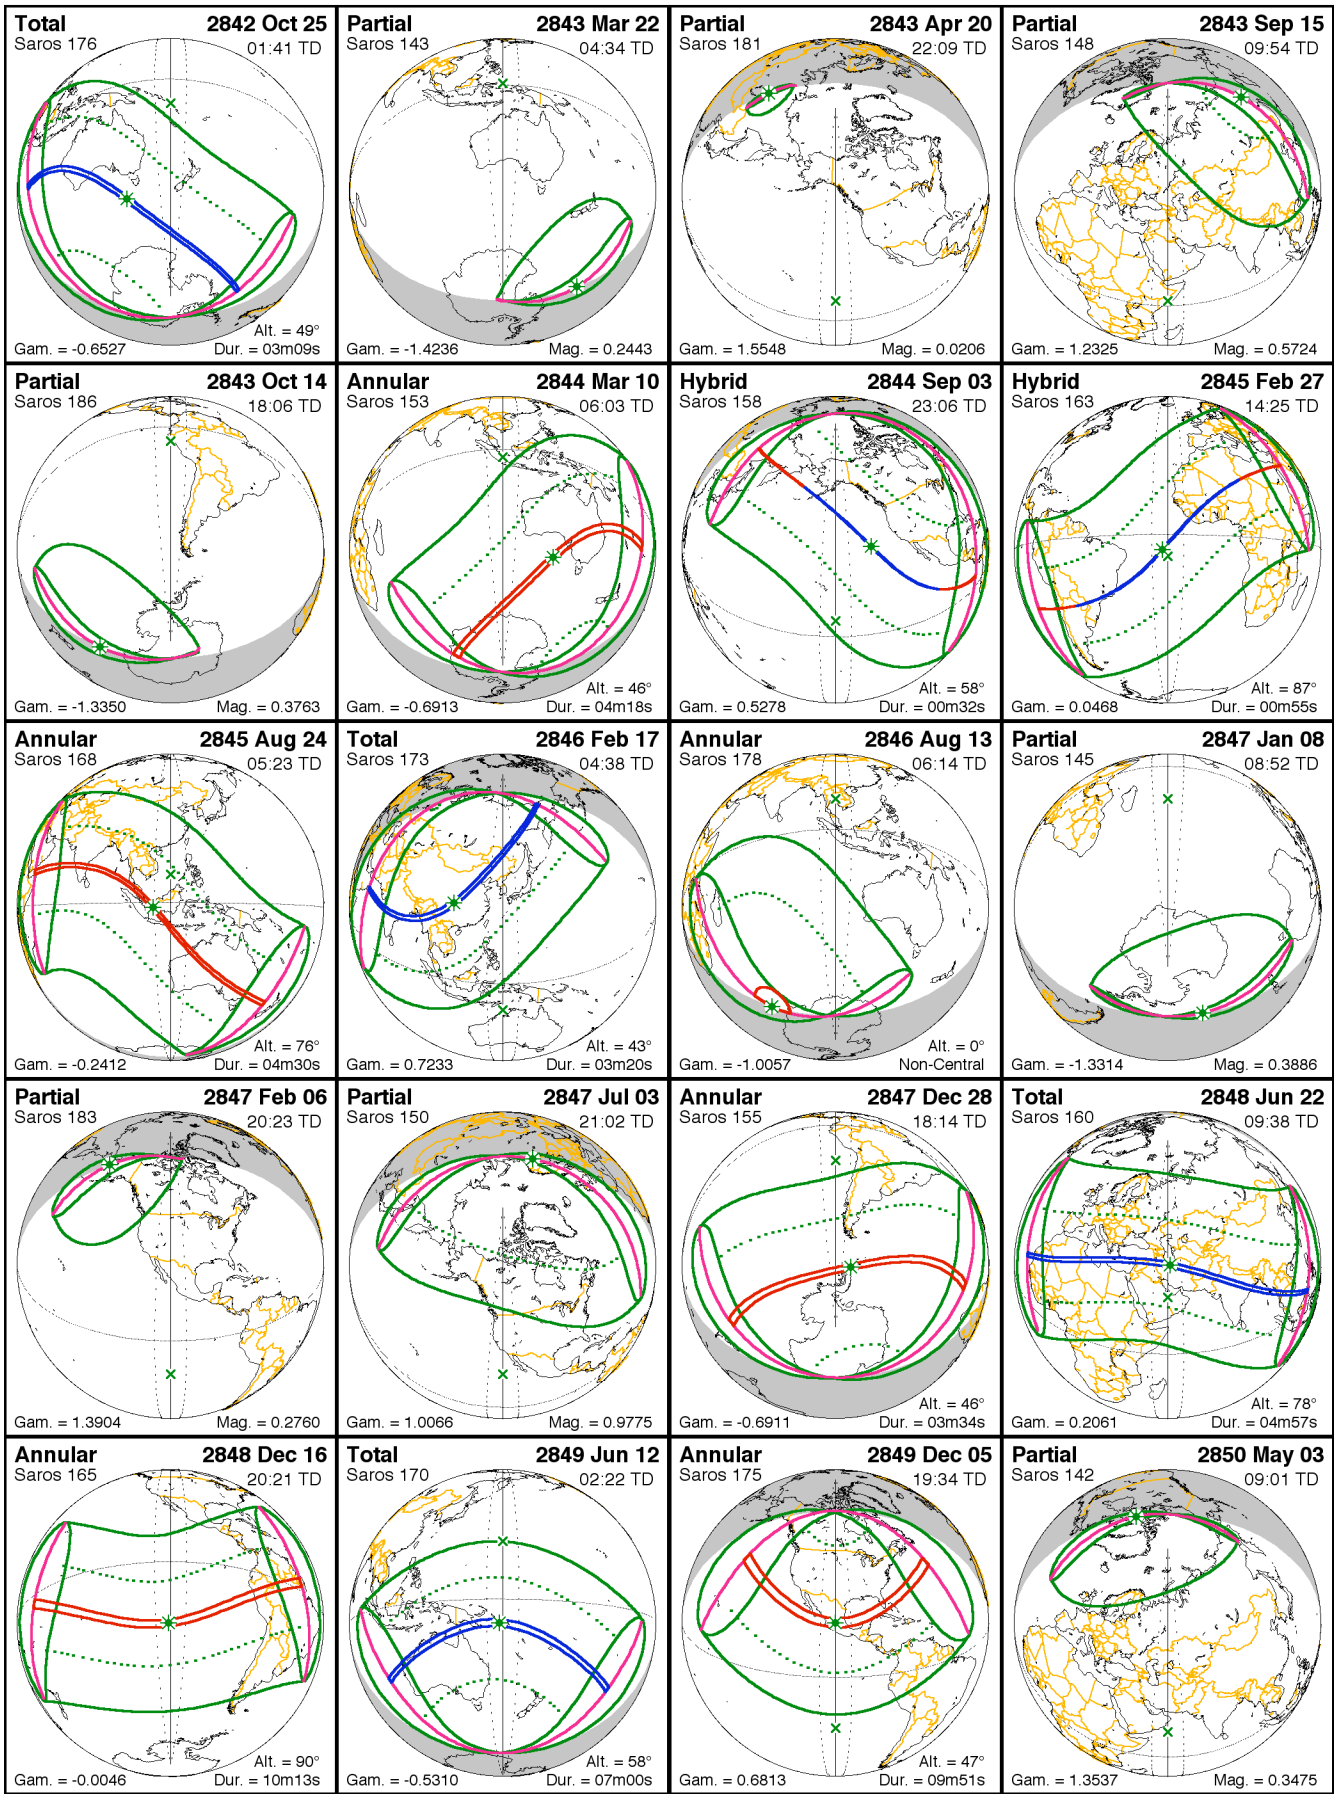 Total 2842 Oct 25
Saros 176 01:41 TD
Alt. = 49°
Gam. = -0.6527 Dur. = 03m09s
Partial 2843 Mar 22
Saros 143 04:34 TD
Gam. = -1.4236 Mag. = 0.2443
Partial 2843 Apr 20
Saros 181 22:09 TD
Gam. = 1.5548 Mag. = 0.0206
Partial 2843 Sep 15
Saros 148 09:54 TD
Gam. = 1.2325 Mag. = 0.5724
Partial 2843 Oct 14
Saros 186 18:06 TD
Gam. = -1.3350 Mag. = 0.3763
Annular 2844 Mar 10
Saros 153 06:03 TD
Alt. = 46°
Gam. = -0.6913 Dur. = 04m18s
Hybrid 2844 Sep 03
Saros 158 23:06 TD
Alt. = 58°
Gam. = 0.5278 Dur. = 00m32s
Hybrid 2845 Feb 27
Saros 163 14:25 TD
Alt. = 87°
Gam. = 0.0468 Dur. = 00m55s
Annular 2845 Aug 24
Saros 168 05:23 TD
Alt. = 76°
Gam. = -0.2412 Dur. = 04m30s
Total 2846 Feb 17
Saros 173 04:38 TD
Alt. = 43°
Gam. = 0.7233 Dur. = 03m20s
Annular 2846 Aug 13
Saros 178 06:14 TD
Alt. = 0°
Gam. = -1.0057 Non-Central
Partial 2847 Jan 08
Saros 145 08:52 TD
Gam. = -1.3314 Mag. = 0.3886
Partial 2847 Feb 06
Saros 183 20:23 TD
Gam. = 1.3904 Mag. = 0.2760
Partial 2847 Jul 03
Saros 150 21:02 TD
Gam. = 1.0066 Mag. = 0.9775
Annular 2847 Dec 28
Saros 155 18:14 TD
Alt. = 46°
Gam. = -0.6911 Dur. = 03m34s
Total 2848 Jun 22
Saros 160 09:38 TD
Alt. = 78°
Gam. = 0.2061 Dur. = 04m57s
Annular 2848 Dec 16
Saros 165 20:21 TD
Alt. = 90°
Gam. = -0.0046 Dur. = 10m13s
Total 2849 Jun 12
Saros 170 02:22 TD
Alt. = 58°
Gam. = -0.5310 Dur. = 07m00s
Annular 2849 Dec 05
Saros 175 19:34 TD
Alt. = 47°
Gam. = 0.6813 Dur. = 09m51s
Partial 2850 May 03
Saros 142 09:01 TD
Gam. = 1.3537 Mag. = 0.3475